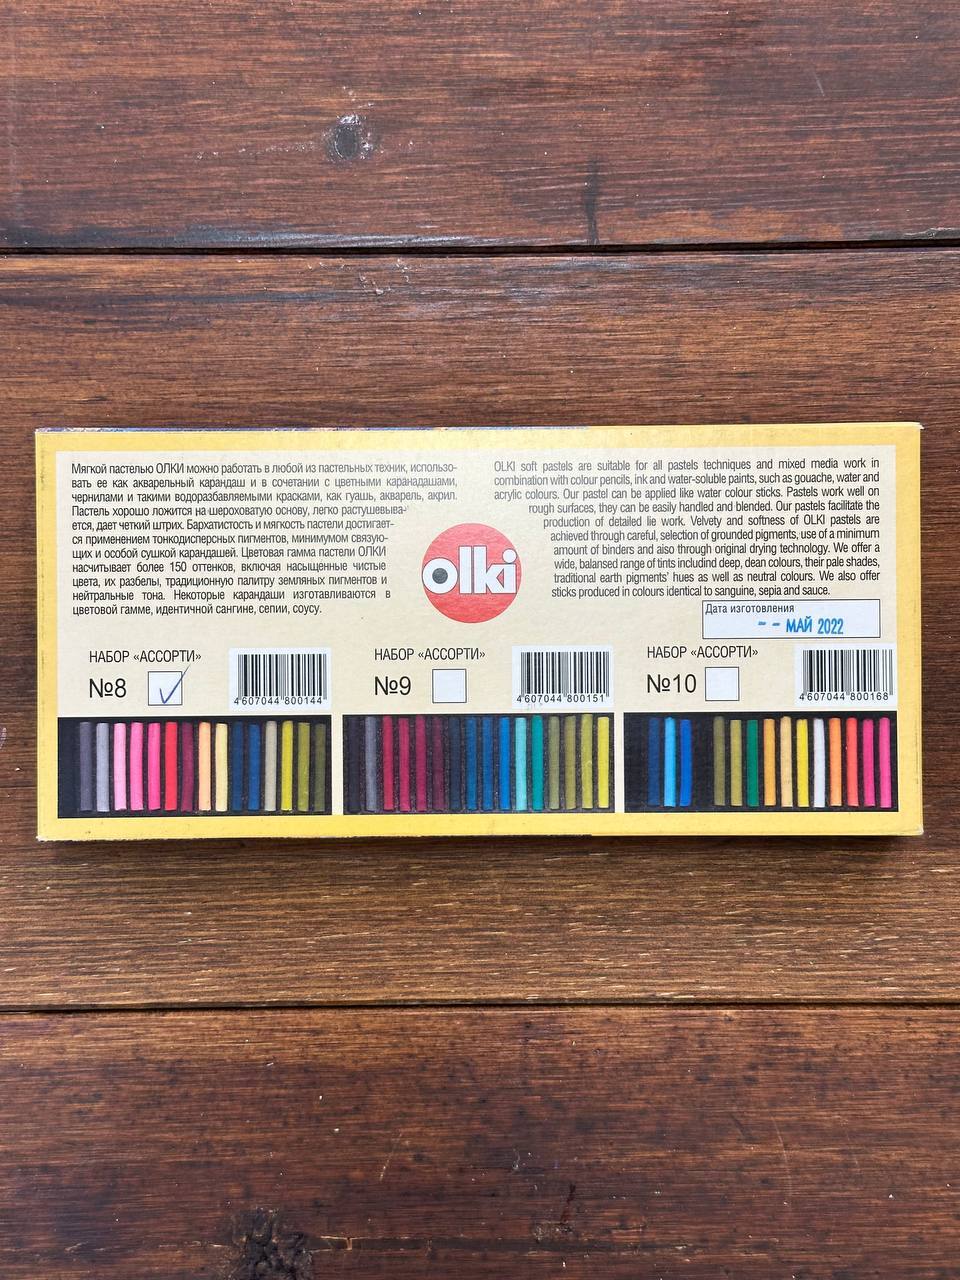 Мягкой пастелью ОЛКИ можно работать в любой из пастельных техник, использо-
вать ее как акварельный карандаш и в сочетании с цветными каранадашами,
чернилами и такими водоразбавляемыми красками, как гуашь, акварель, акрил.
Пастель хорошо ложится на шероховатую основу, легко растушевыва-
ется, дает четкий штрих. Бархатистость и мягкость пастели достигает-
ся применением тонкодисперсных пигментов, минимумом связую-
щих и особой сушкой карандашей. Цветовая гамма пастели ОЛКИ
насчитывает более 150 оттенков, включая насыщенные чистые
цвета, их разбелы, традиционную палитру земляных пигментов и
нейтральные тона. Некоторые карандаши изготавливаются в
цветовой гамме, идентичной сангине, сепии, соусу.
OLKI soft pastels are suitable for all pastels techniques and mixed media work in
combination with colour pencils, ink and water-soluble paints, such as gouache, water and
acrylic colours. Our pastel can be applied like water colour sticks. Pastels work well on
rough surfaces, they can be easily handled and blended. Our pastels facilitate the
production of detailed lie work. Velvety and softness of OLKI pastels are
achieved through careful, selection of grounded pigments, use of a minimum
amount of binders and aiso through original drying technology. We offer a
wide, balansed range of tints includind deep, dean colours, their pale shades,
traditional earth pigments' hues as well as neutral colours. We also offer
sticks produced in colours identical to sanguine, sepia and sauce.
olki
Дата изготовления
- - МАЙ 2022
НАБОР «АССОРТИ»
№8
4607044800144
НАБОР «АССОРТИ»
№9
4607044800151
НАБОР «АССОРТИ»
№10
4607044800168